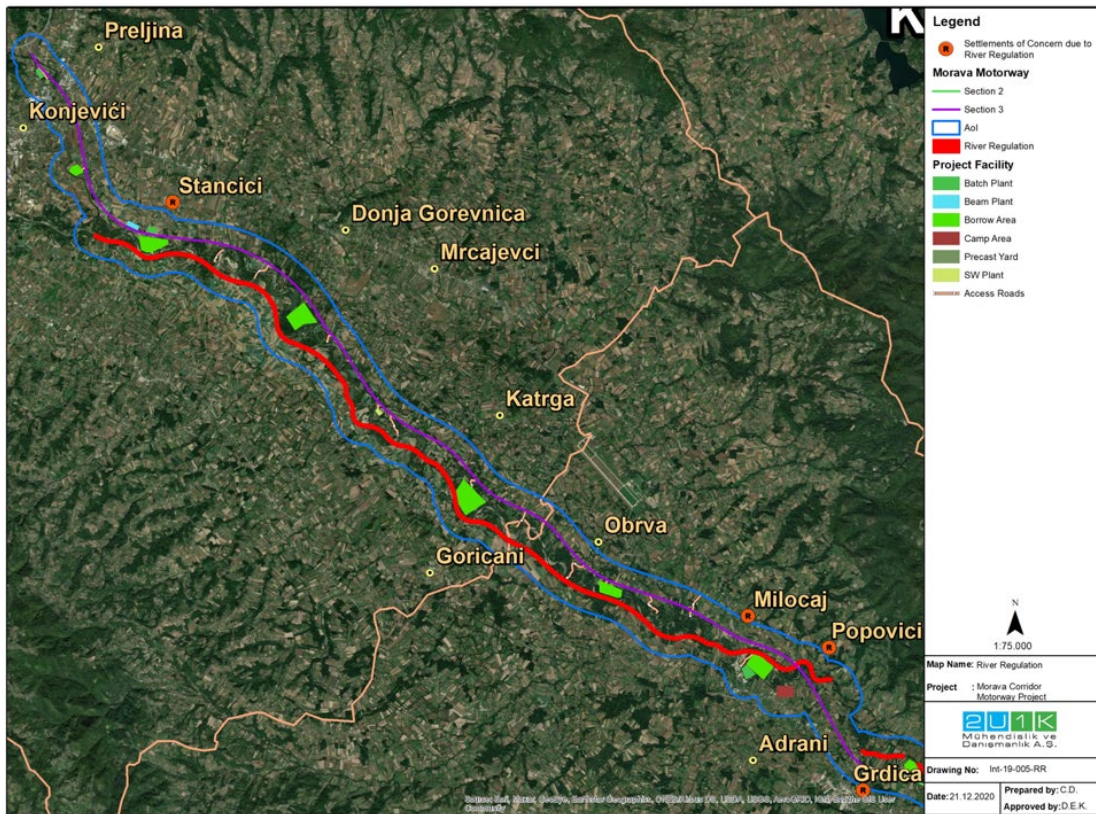 K
Preljina
Konjevići
Stancici
Donja Gorevnica
Mrcajevci
Katrga
Obrva
Goricani
Milocaj
Popovici
Adrani
Grdica
Legend
R Settlements of Concern due to
River Regulation
Morava Motorway
Section 2
Section 3
AoI
River Regulation
Project Facility
Batch Plant
Beam Plant
Borrow Area
Camp Area
Precast Yard
SW Plant
Access Roads
N
1:75.000
Map Name: River Regulation
Project : Morava Corridor
Motorway Project
2U1K
Mühendislik ve
Danışmanlık A.Ş.
Drawing No: Int-19-005-RR
Date: 21.12.2020
Prepared by: C.D.
Approved by: D.E.K.